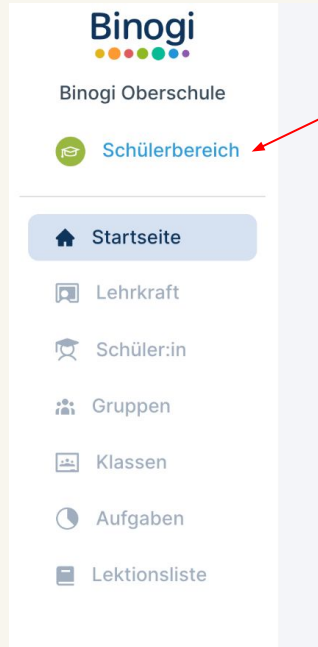 Binogi
Binogi Oberschule
Schülerbereich
Startseite
Lehrkraft
Schüler:in
Gruppen
Klassen
Aufgaben
Lektionsliste